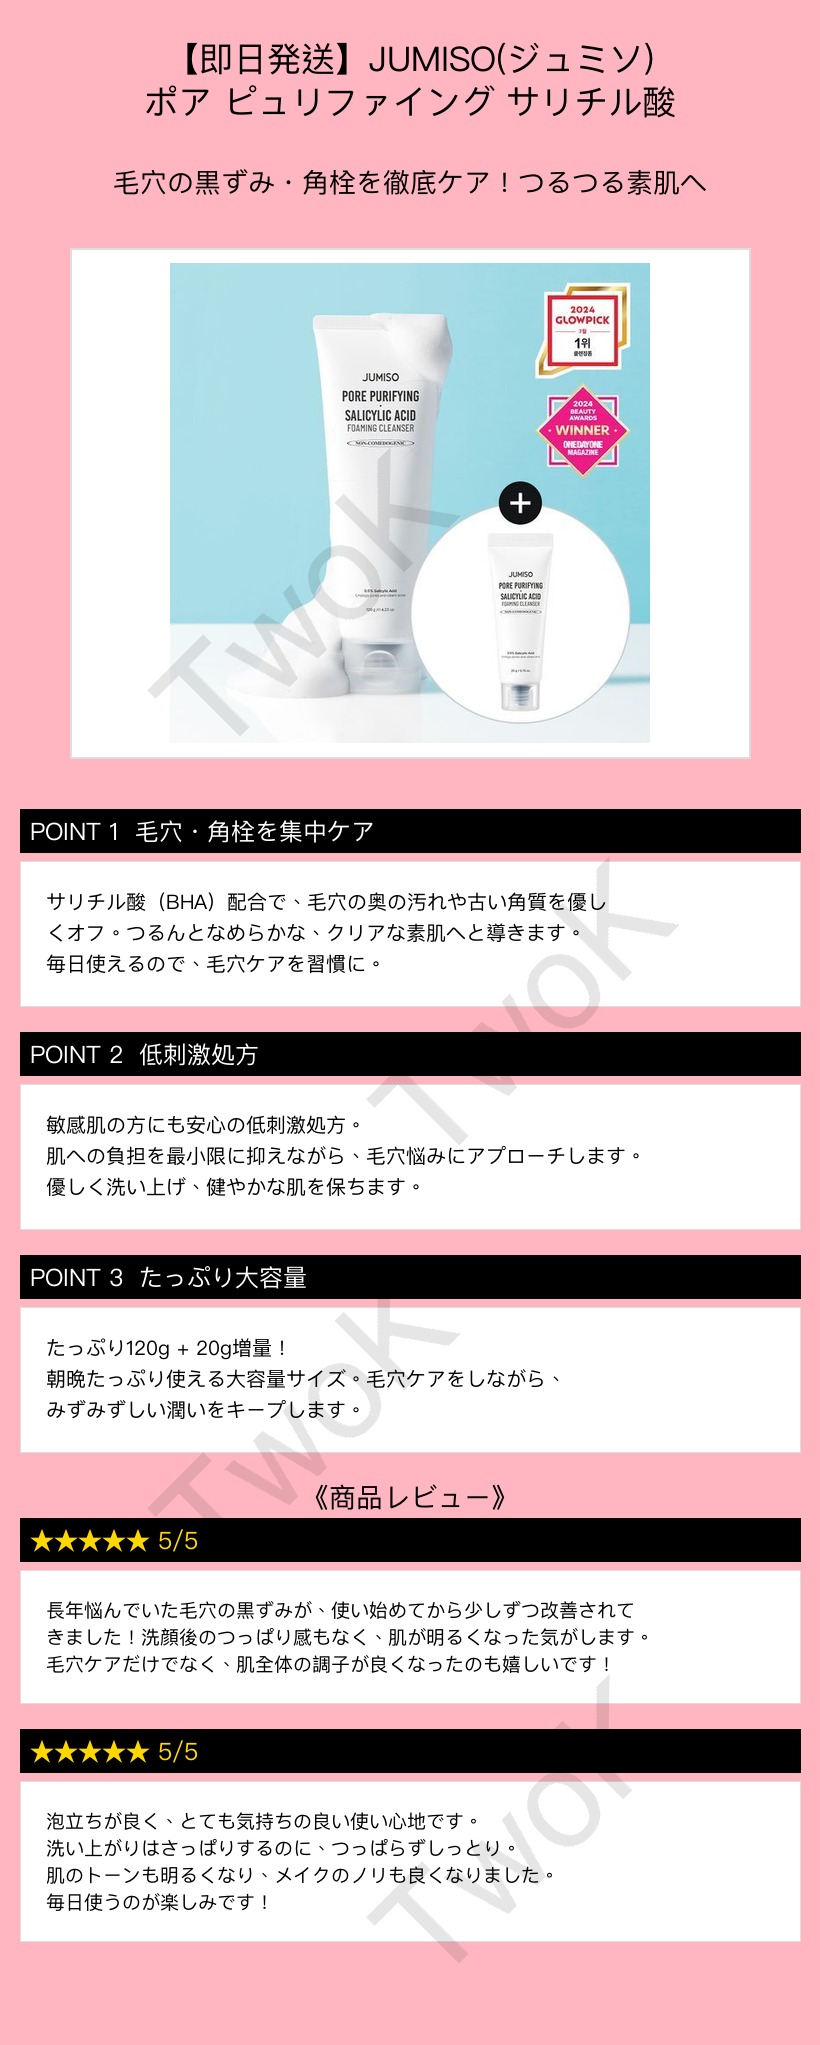 【即日発送】JUMISO(ジュミソ)
ポア ピュリファイング サリチル酸
毛穴の黒ずみ・角栓を徹底ケア！つるつる素肌へ
2024
GLOWPICK
7월
1위
클렌징폼
2024
BEAUTY
AWARDS
WINNER
ONEDAYONE
MAGAZINE
JUMISO
PORE PURIFYING
SALICYLIC ACID
FOAMING CLEANSER
NON-COMEDOGENIC
0.5% Salicylic Acid
120 g / 4.23 oz
+
JUMISO
PORE PURIFYING
SALICYLIC ACID
FOAMING CLEANSER
NON-COMEDOGENIC
0.5% Salicylic Acid
TwoK
POINT 1 毛穴・角栓を集中ケア
サリチル酸（BHA）配合で、毛穴の奥の汚れや古い角質を優し
くオフ。つるんとなめらかな、クリアな素肌へと導きます。
毎日使えるので、毛穴ケアを習慣に。
TwoK
POINT 2 低刺激処方
敏感肌の方にも安心の低刺激処方。
肌への負担を最小限に抑えながら、毛穴悩みにアプローチします。
優しく洗い上げ、健やかな肌を保ちます。
POINT 3 たっぷり大容量
たっぷり120g + 20g増量！
朝晩たっぷり使える大容量サイズ。毛穴ケアをしながら、
みずみずしい潤いをキープします。
TwoK
《商品レビュー》
★★★★★ 5/5
長年悩んでいた毛穴の黒ずみが、使い始めてから少しずつ改善されて
きました！洗顔後のつっぱり感もなく、肌が明るくなった気がします。
毛穴ケアだけでなく、肌全体の調子が良くなったのも嬉しいです！
★★★★★ 5/5
泡立ちが良く、とても気持ちの良い使い心地です。
洗い上がりはさっぱりするのに、つっぱらずしっとり。
肌のトーンも明るくなり、メイクのノリも良くなりました。
毎日使うのが楽しみです！
TwoK